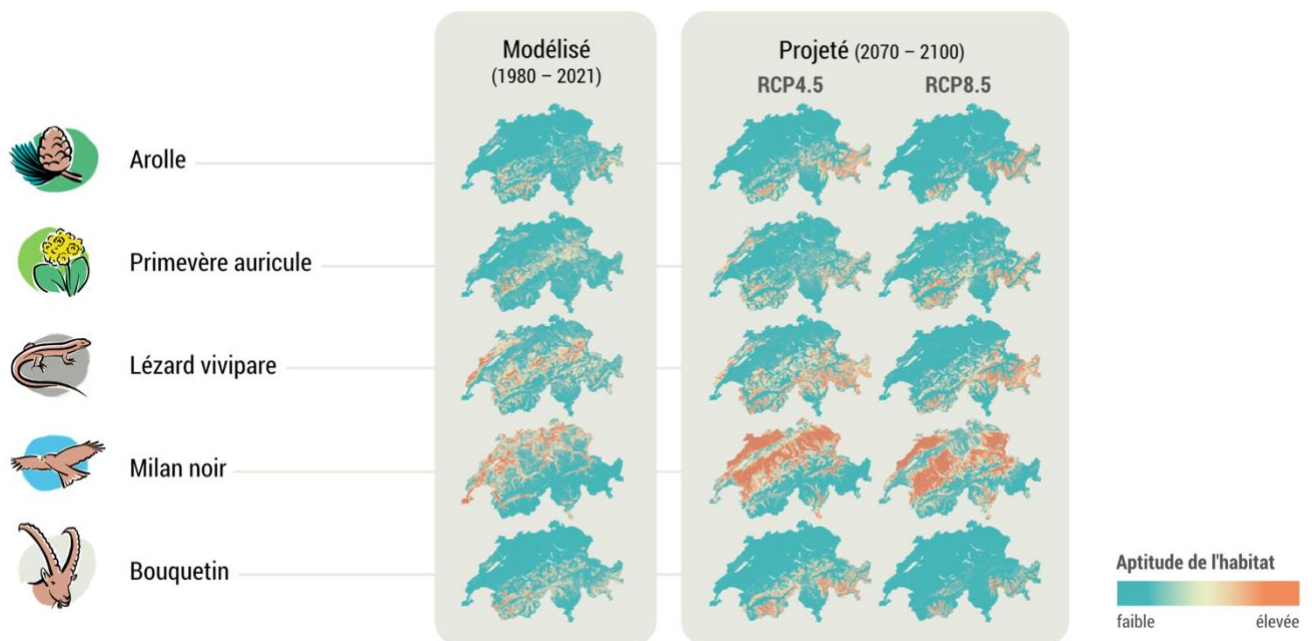 Modélisé
(1980 – 2021)
Projeté (2070 – 2100)
RCP4.5
RCP8.5
Arolle
Primevère auricule
Lézard vivipare
Milan noir
Bouquetin
Aptitude de l'habitat
faible
élevée